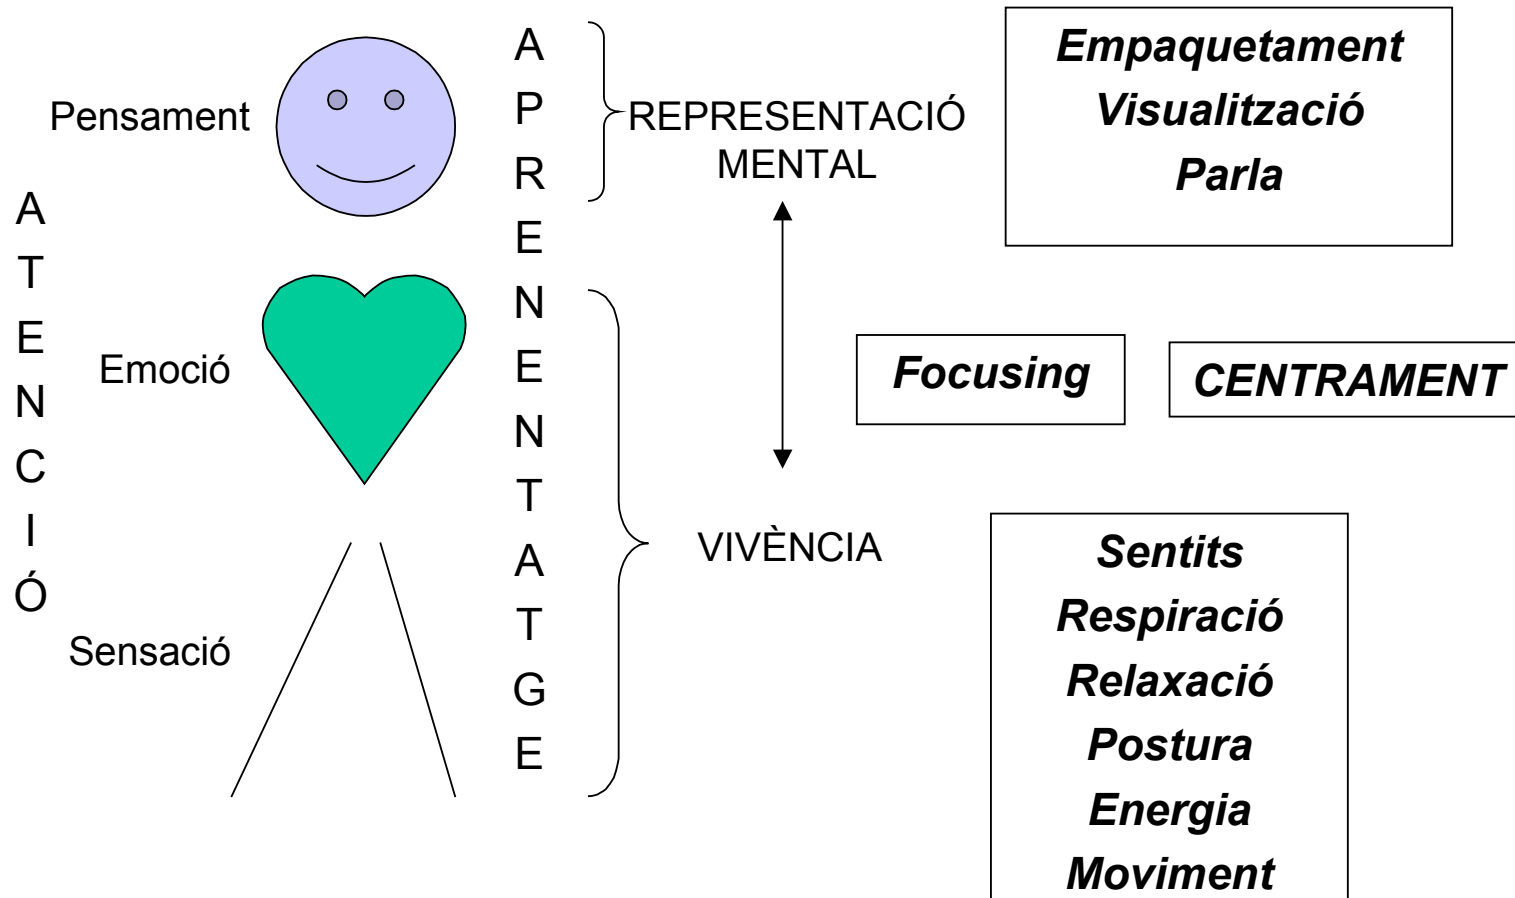 ATENCIÓ
Pensament
Emoció
Sensació
APRENENTATGE
REPRESENTACIÓ
MENTAL
VIVÈNCIA
Empaquetament
Visualització
Parla
Focusing
CENTRAMENT
Sentits
Respiració
Relaxació
Postura
Energia
Moviment